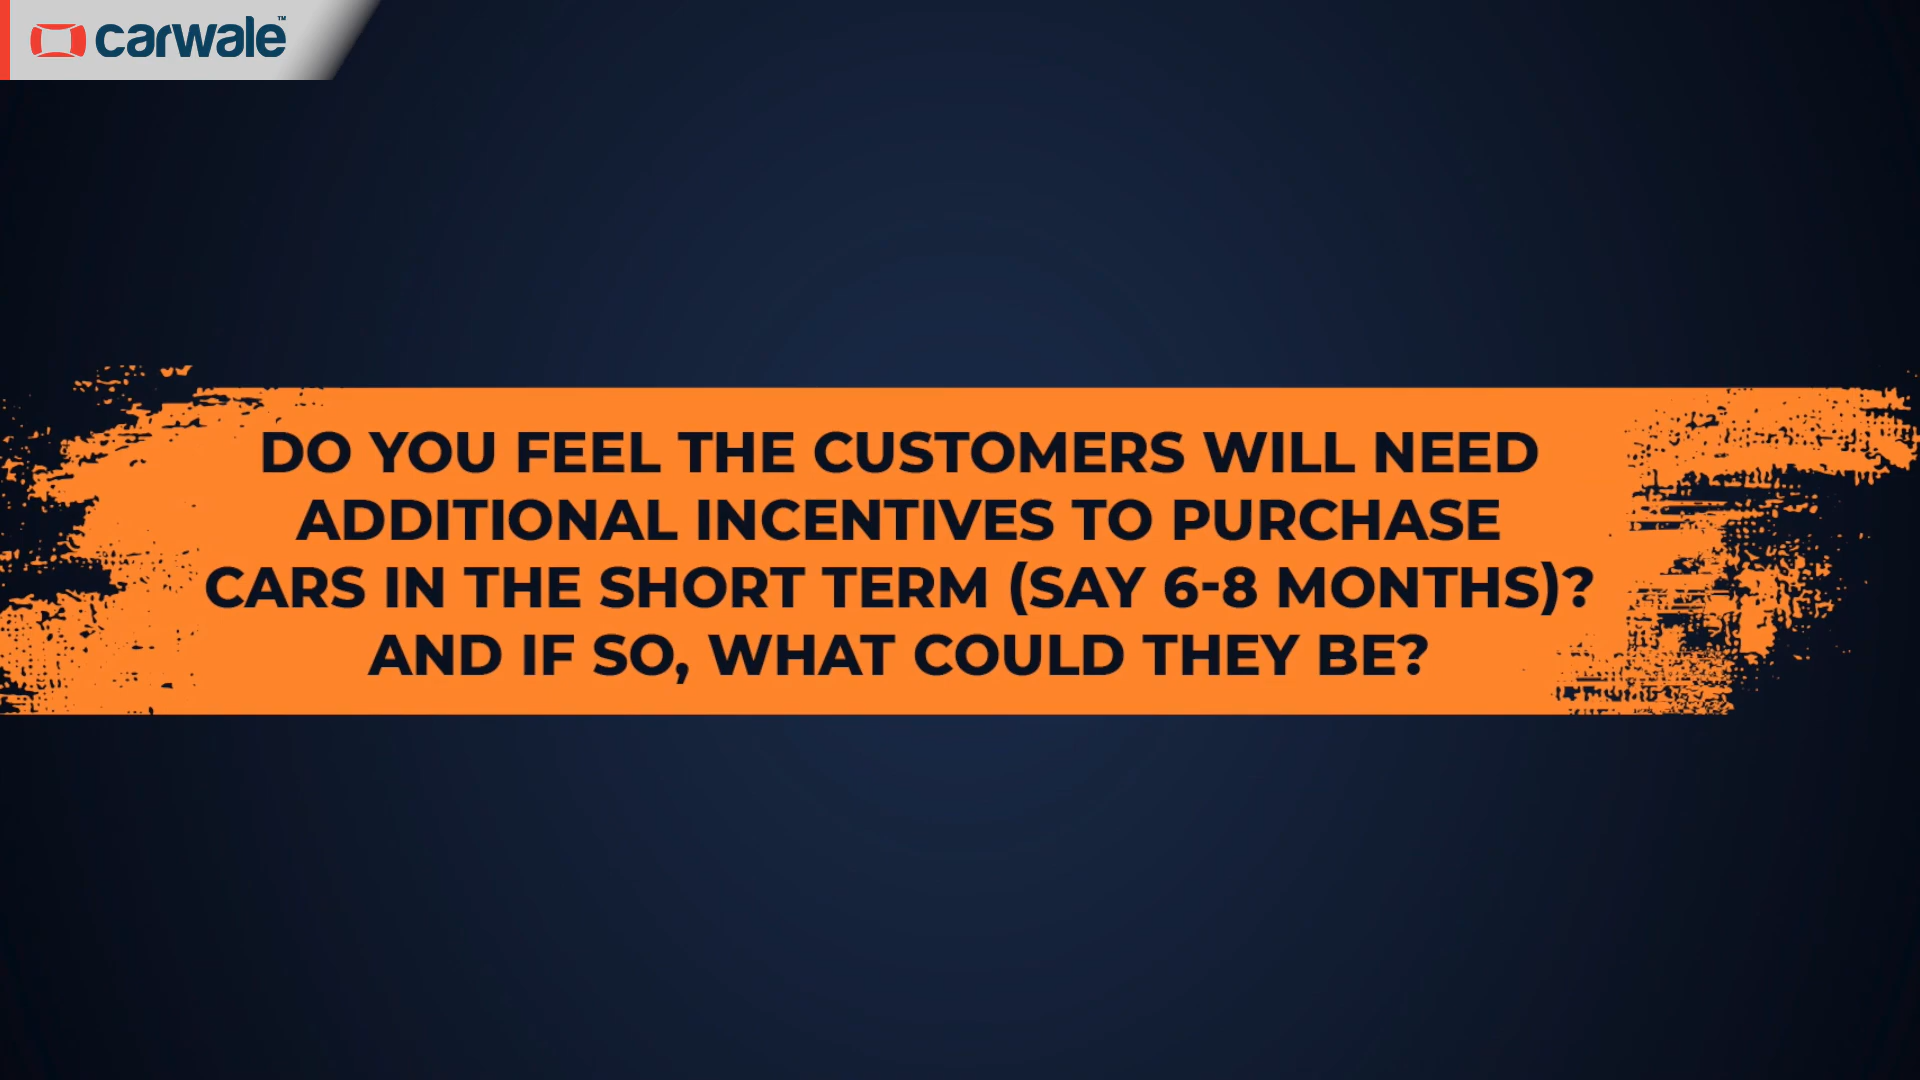 carwale™
DO YOU FEEL THE CUSTOMERS WILL NEED
ADDITIONAL INCENTIVES TO PURCHASE
CARS IN THE SHORT TERM (SAY 6-8 MONTHS)?
AND IF SO, WHAT COULD THEY BE?